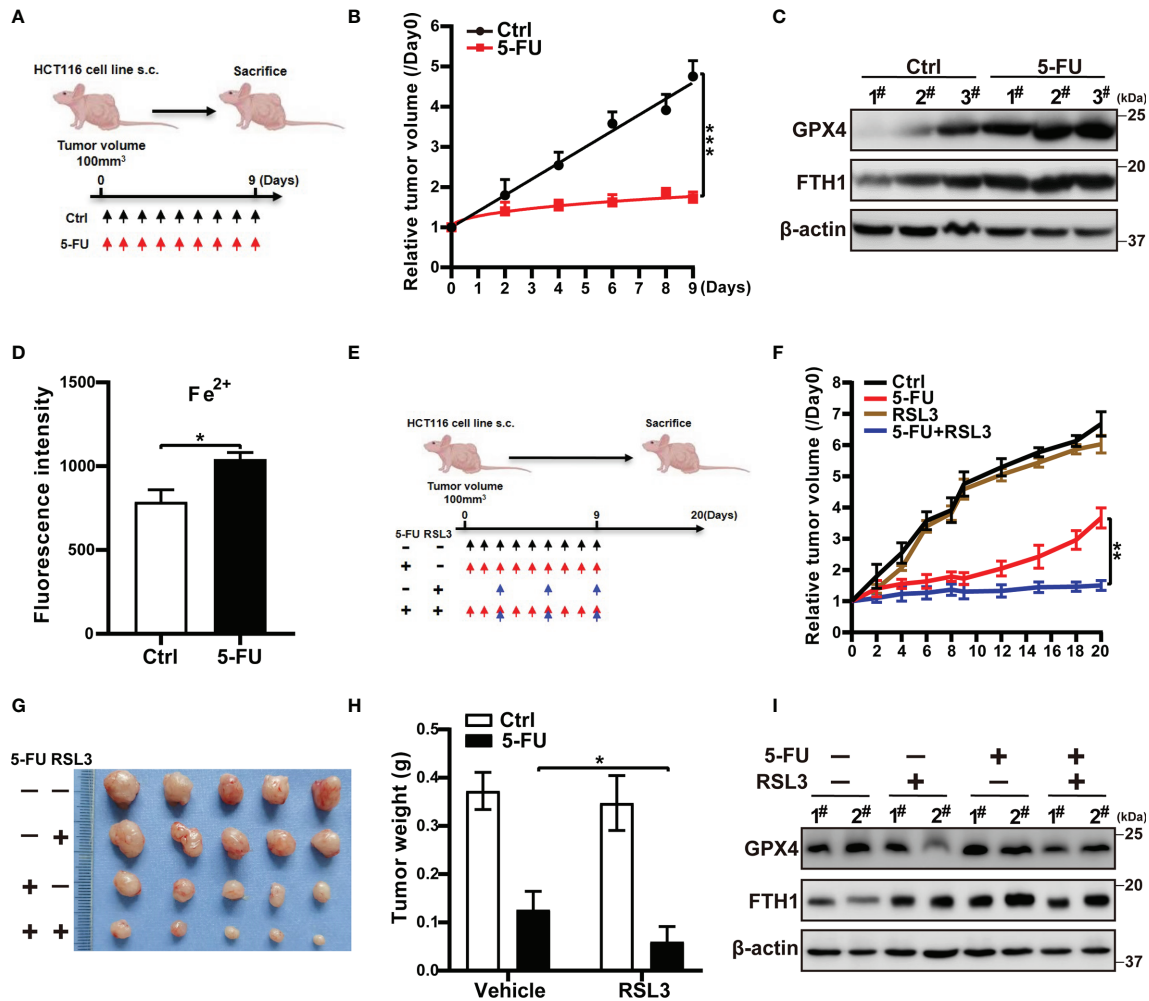 A
HCT116 cell line s.c.
Sacrifice
Tumor volume
100mm³
0
9 (Days)
Ctrl
5-FU
B
Relative tumor volume (/Day0)
6
5
4
3
2
1
0
Ctrl
5-FU
***
0 1 2 3 4 5 6 7 8 9 (Days)
C
Ctrl 5-FU
1# 2# 3# 1# 2# 3# (kDa)
GPX4
25
FTH1
20
β-actin
37
D
Fluorescence intensity
1500
1000
500
0
Fe²⁺
*
Ctrl 5-FU
E
HCT116 cell line s.c.
Sacrifice
Tumor volume
100mm³
0 9 20(Days)
5-FU RSL3
− −
+ −
− +
+ +
F
Relative tumor volume (/Day0)
8
7
6
5
4
3
2
1
0
Ctrl
5-FU
RSL3
5-FU+RSL3
**
0 2 4 6 8 10 12 14 16 18 20
G
5-FU RSL3
− −
− +
+ −
+ +
H
Tumor weight (g)
0.5
0.4
0.3
0.2
0.1
0.0
Ctrl
5-FU
*
Vehicle RSL3
I
5-FU − − + +
RSL3 − + − +
1# 2# 1# 2# 1# 2# 1# 2# (kDa)
GPX4
25
FTH1
20
β-actin
37